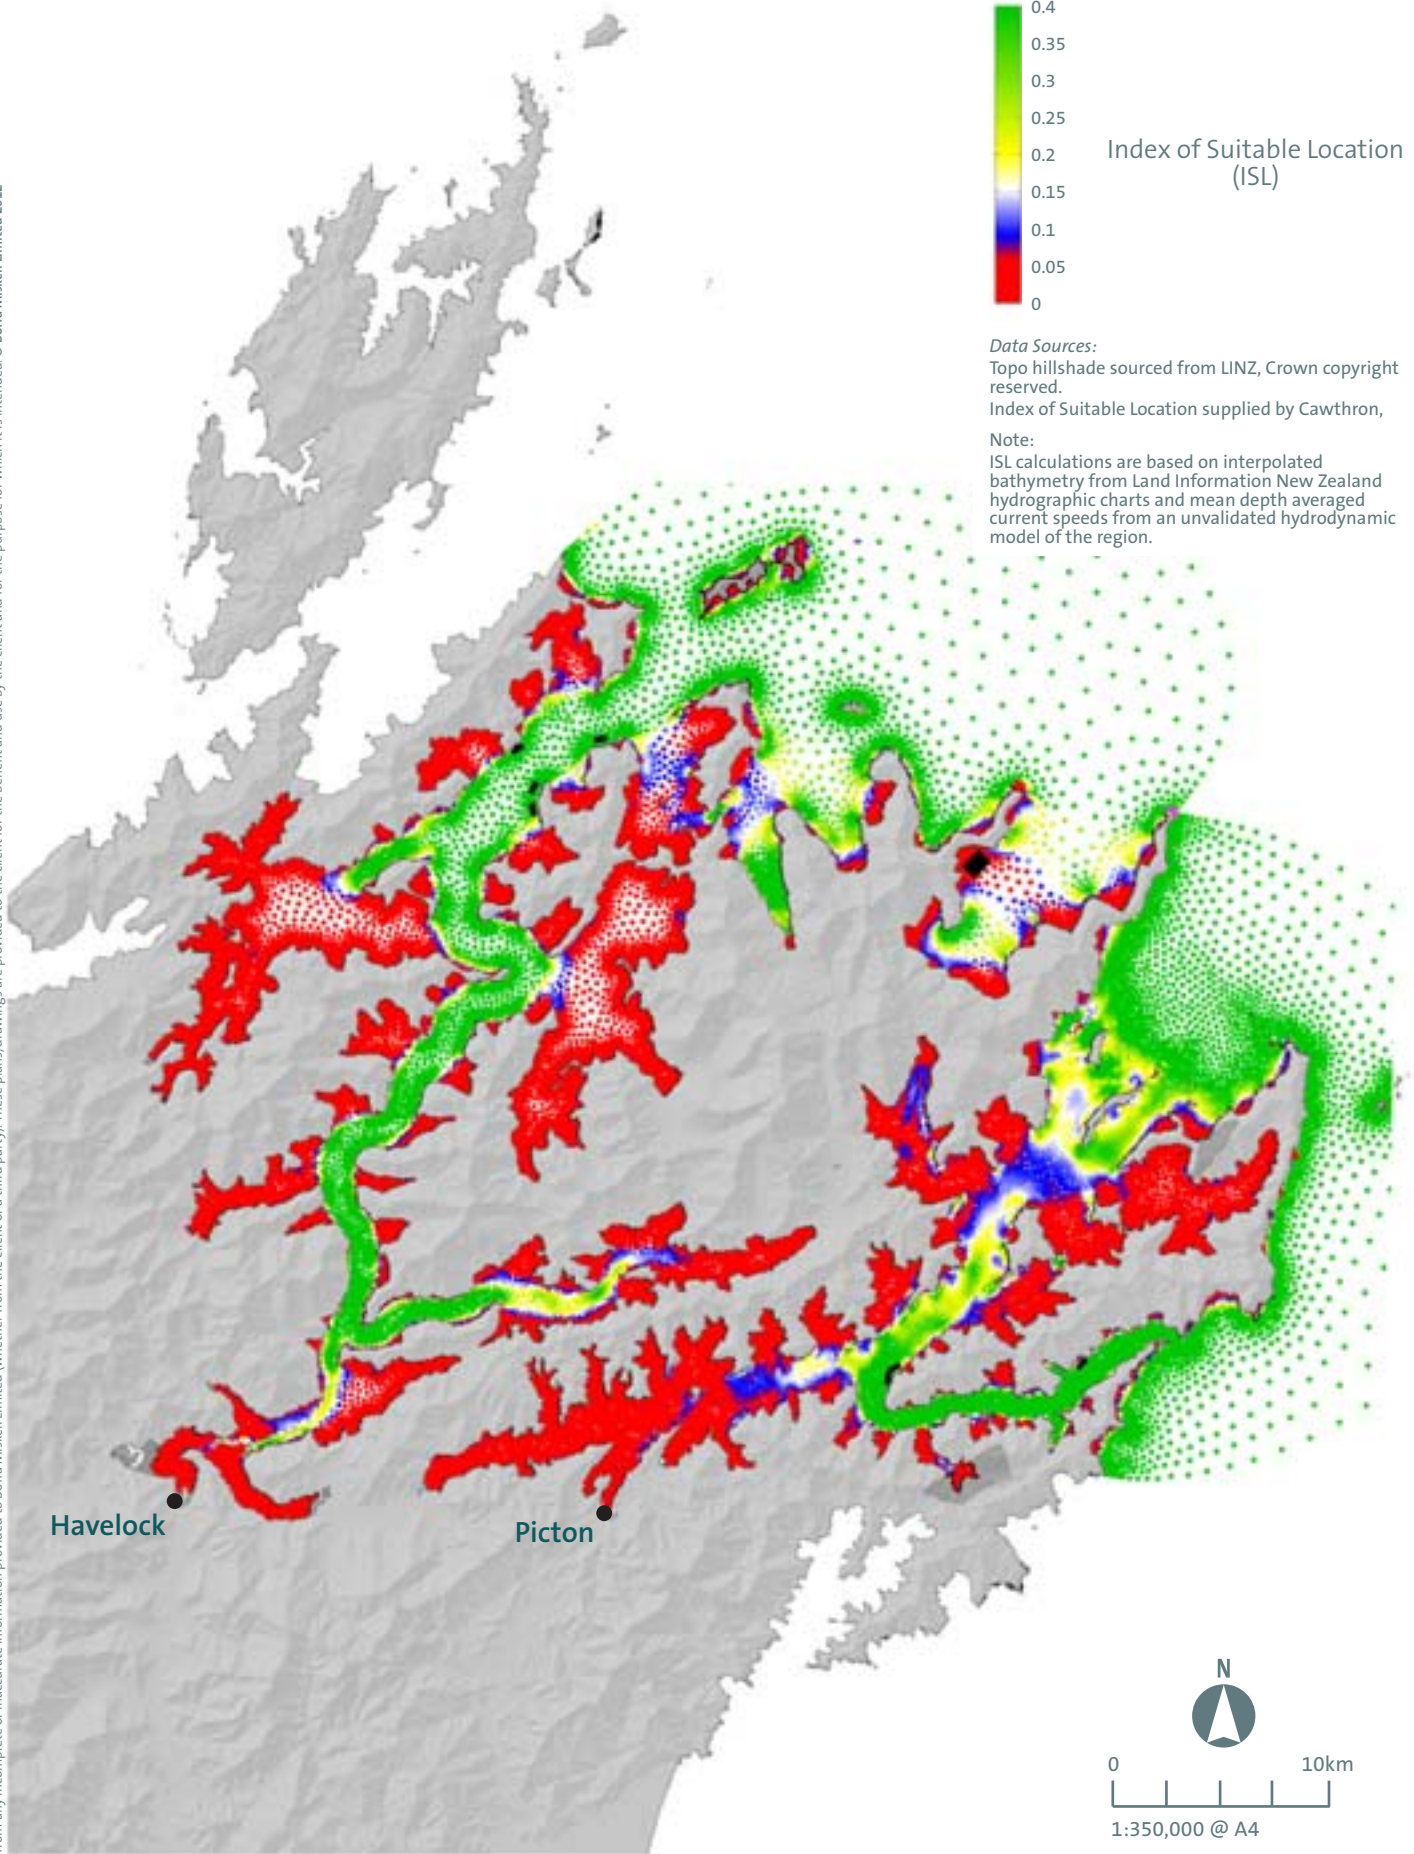 0.4
0.35
0.3
0.25
0.2
0.15
0.1
0.05
0
Index of Suitable Location
(ISL)
Data Sources:
Topo hillshade sourced from LINZ, Crown copyright
reserved.
Index of Suitable Location supplied by Cawthron,
Note:
ISL calculations are based on interpolated
bathymetry from Land Information New Zealand
hydrographic charts and mean depth averaged
current speeds from an unvalidated hydrodynamic
model of the region.
Havelock
Picton
N
0 10km
1:350,000 @ A4